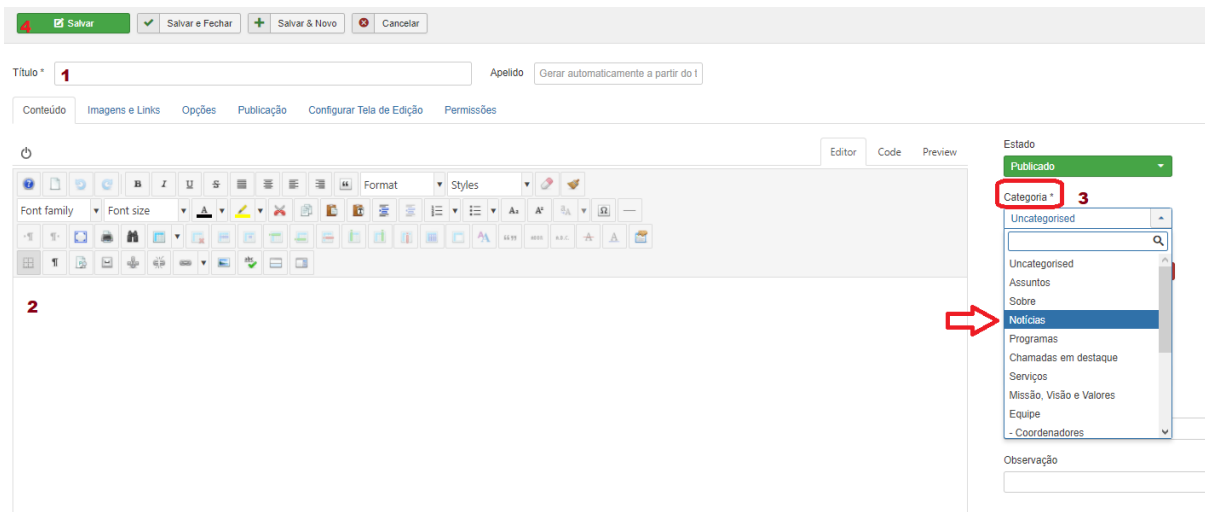 4 Salvar Salvar e Fechar Salvar & Novo Cancelar
Título * 1 Apelido Gerar automaticamente a partir do t
Conteúdo Imagens e Links Opções Publicação Configurar Tela de Edição Permissões
Editor Code Preview
B I U S Format Styles
Font family Font size A
2
Estado
Publicado
Categoria * 3
Uncategorised
Uncategorised
Assuntos
Sobre
Notícias
Programas
Chamadas em destaque
Serviços
Missão, Visão e Valores
Equipe
- Coordenadores
Observação